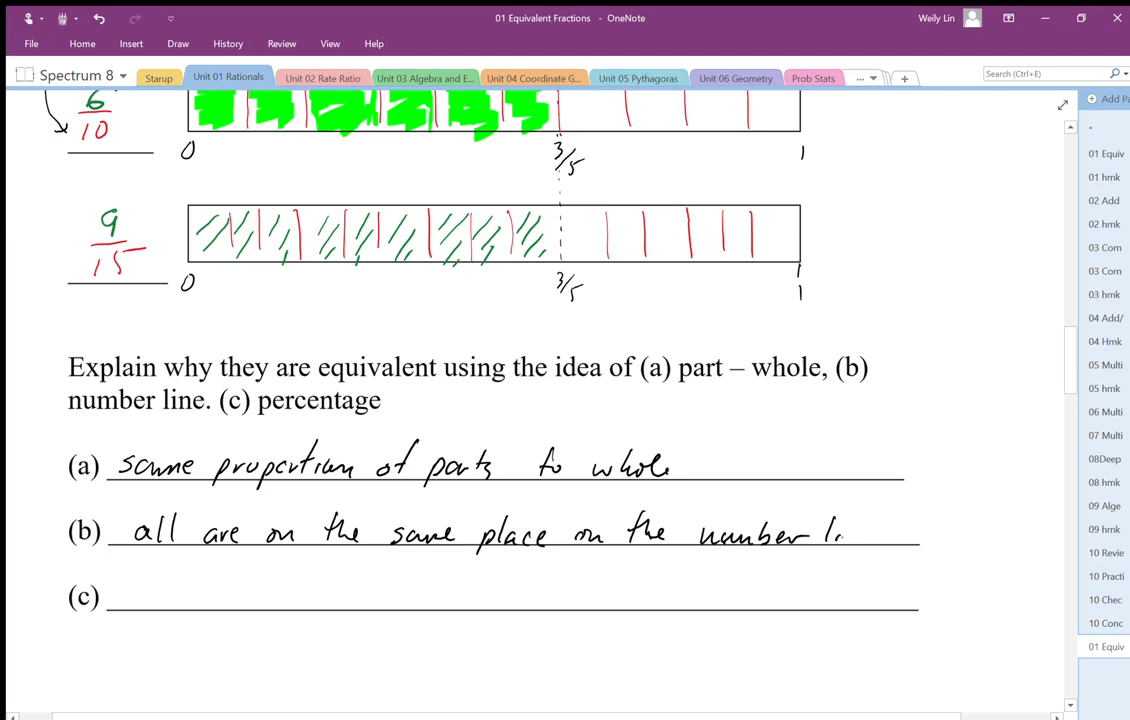 01 Equivalent Fractions - OneNote
Weily Lin
File Home Insert Draw History Review View Help
Spectrum 8
Starup
Unit 01 Rationals
Unit 02 Rate Ratio
Unit 03 Algebra and E...
Unit 04 Coordinate G...
Unit 05 Pythagoras
Unit 06 Geometry
Prob Stats
...
Search (Ctrl+E)
6
10
0
3/5
1
9
15
0
3/5
1
Explain why they are equivalent using the idea of (a) part – whole, (b)
number line. (c) percentage
(a) same proportion of parts to whole
(b) all are on the same place on the number li
(c)
Add Pa
01 Equiv
01 hmk
02 Add
02 hmk
03 Com
03 Com
03 hmk
04 Add/
04 Hmk
05 Multi
05 hmk
06 Multi
07 Multi
08Deep
08 hmk
09 Alge
09 hmk
10 Revie
10 Practi
10 Chec
10 Conc
01 Equiv